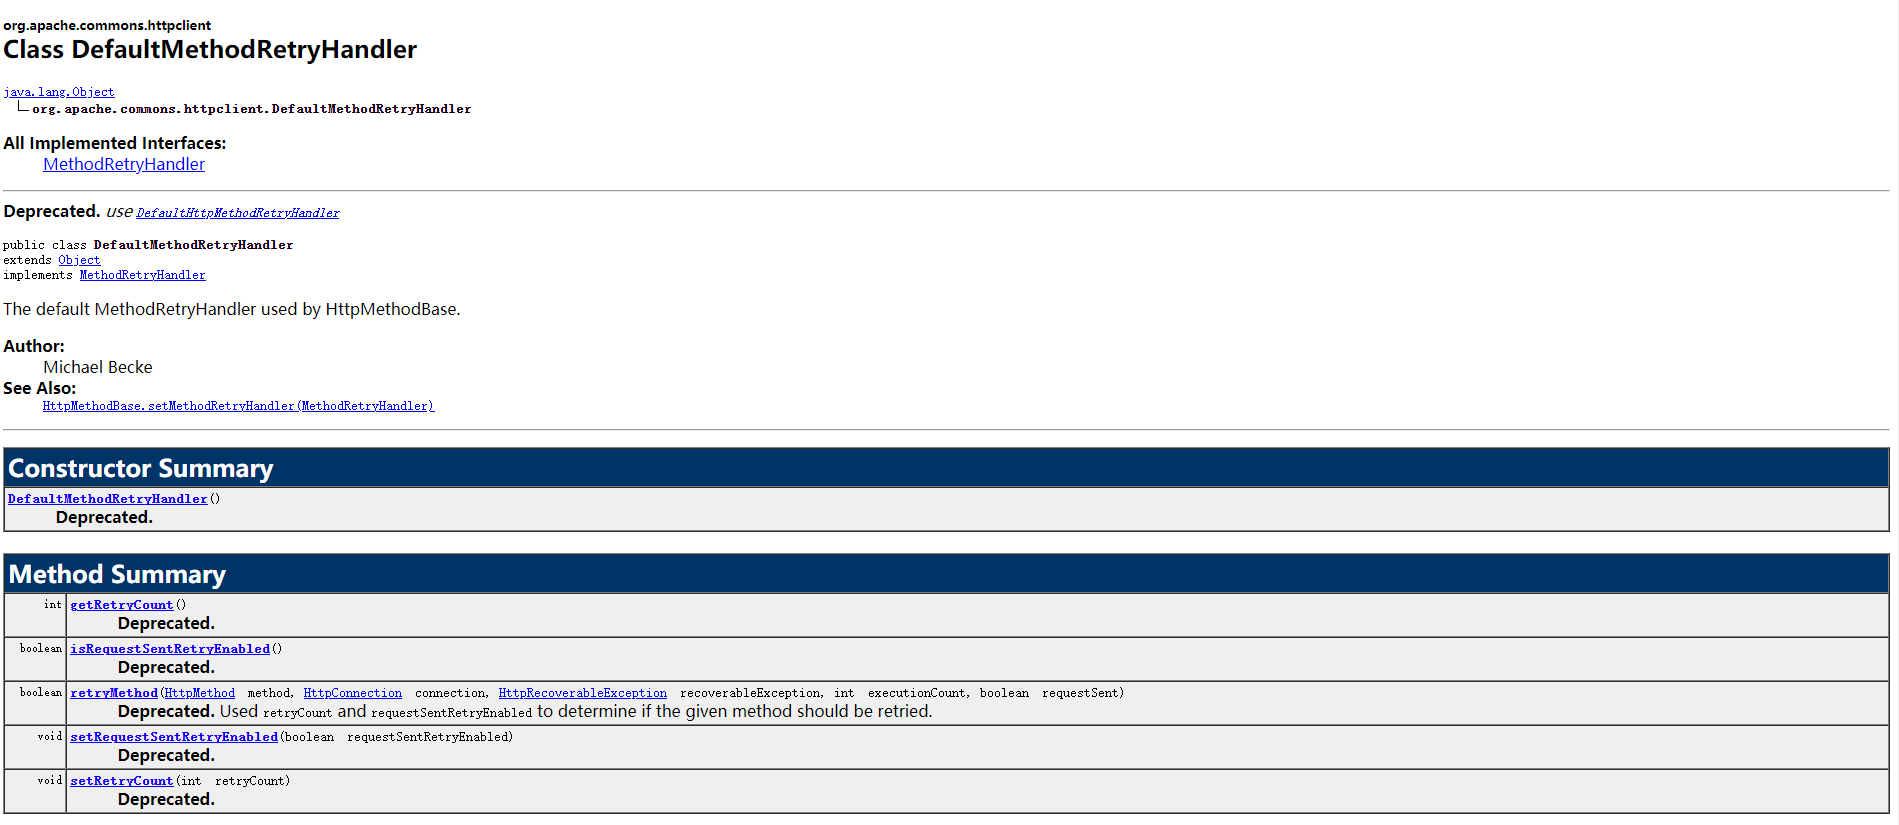 org.apache.commons.httpclient
Class DefaultMethodRetryHandler
java.lang.Object
org.apache.commons.httpclient.DefaultMethodRetryHandler
All Implemented Interfaces:
MethodRetryHandler
Deprecated. use DefaultHttpMethodRetryHandler
public class DefaultMethodRetryHandler
extends Object
implements MethodRetryHandler
The default MethodRetryHandler used by HttpMethodBase.
Author:
Michael Becke
See Also:
HttpMethodBase.setMethodRetryHandler(MethodRetryHandler)
Constructor Summary
DefaultMethodRetryHandler()
Deprecated.
Method Summary
int getRetryCount()
Deprecated.
boolean isRequestSentRetryEnabled()
Deprecated.
boolean retryMethod(HttpMethod method, HttpConnection connection, HttpRecoverableException recoverableException, int executionCount, boolean requestSent)
Deprecated. Used retryCount and requestSentRetryEnabled to determine if the given method should be retried.
void setRequestSentRetryEnabled(boolean requestSentRetryEnabled)
Deprecated.
void setRetryCount(int retryCount)
Deprecated.